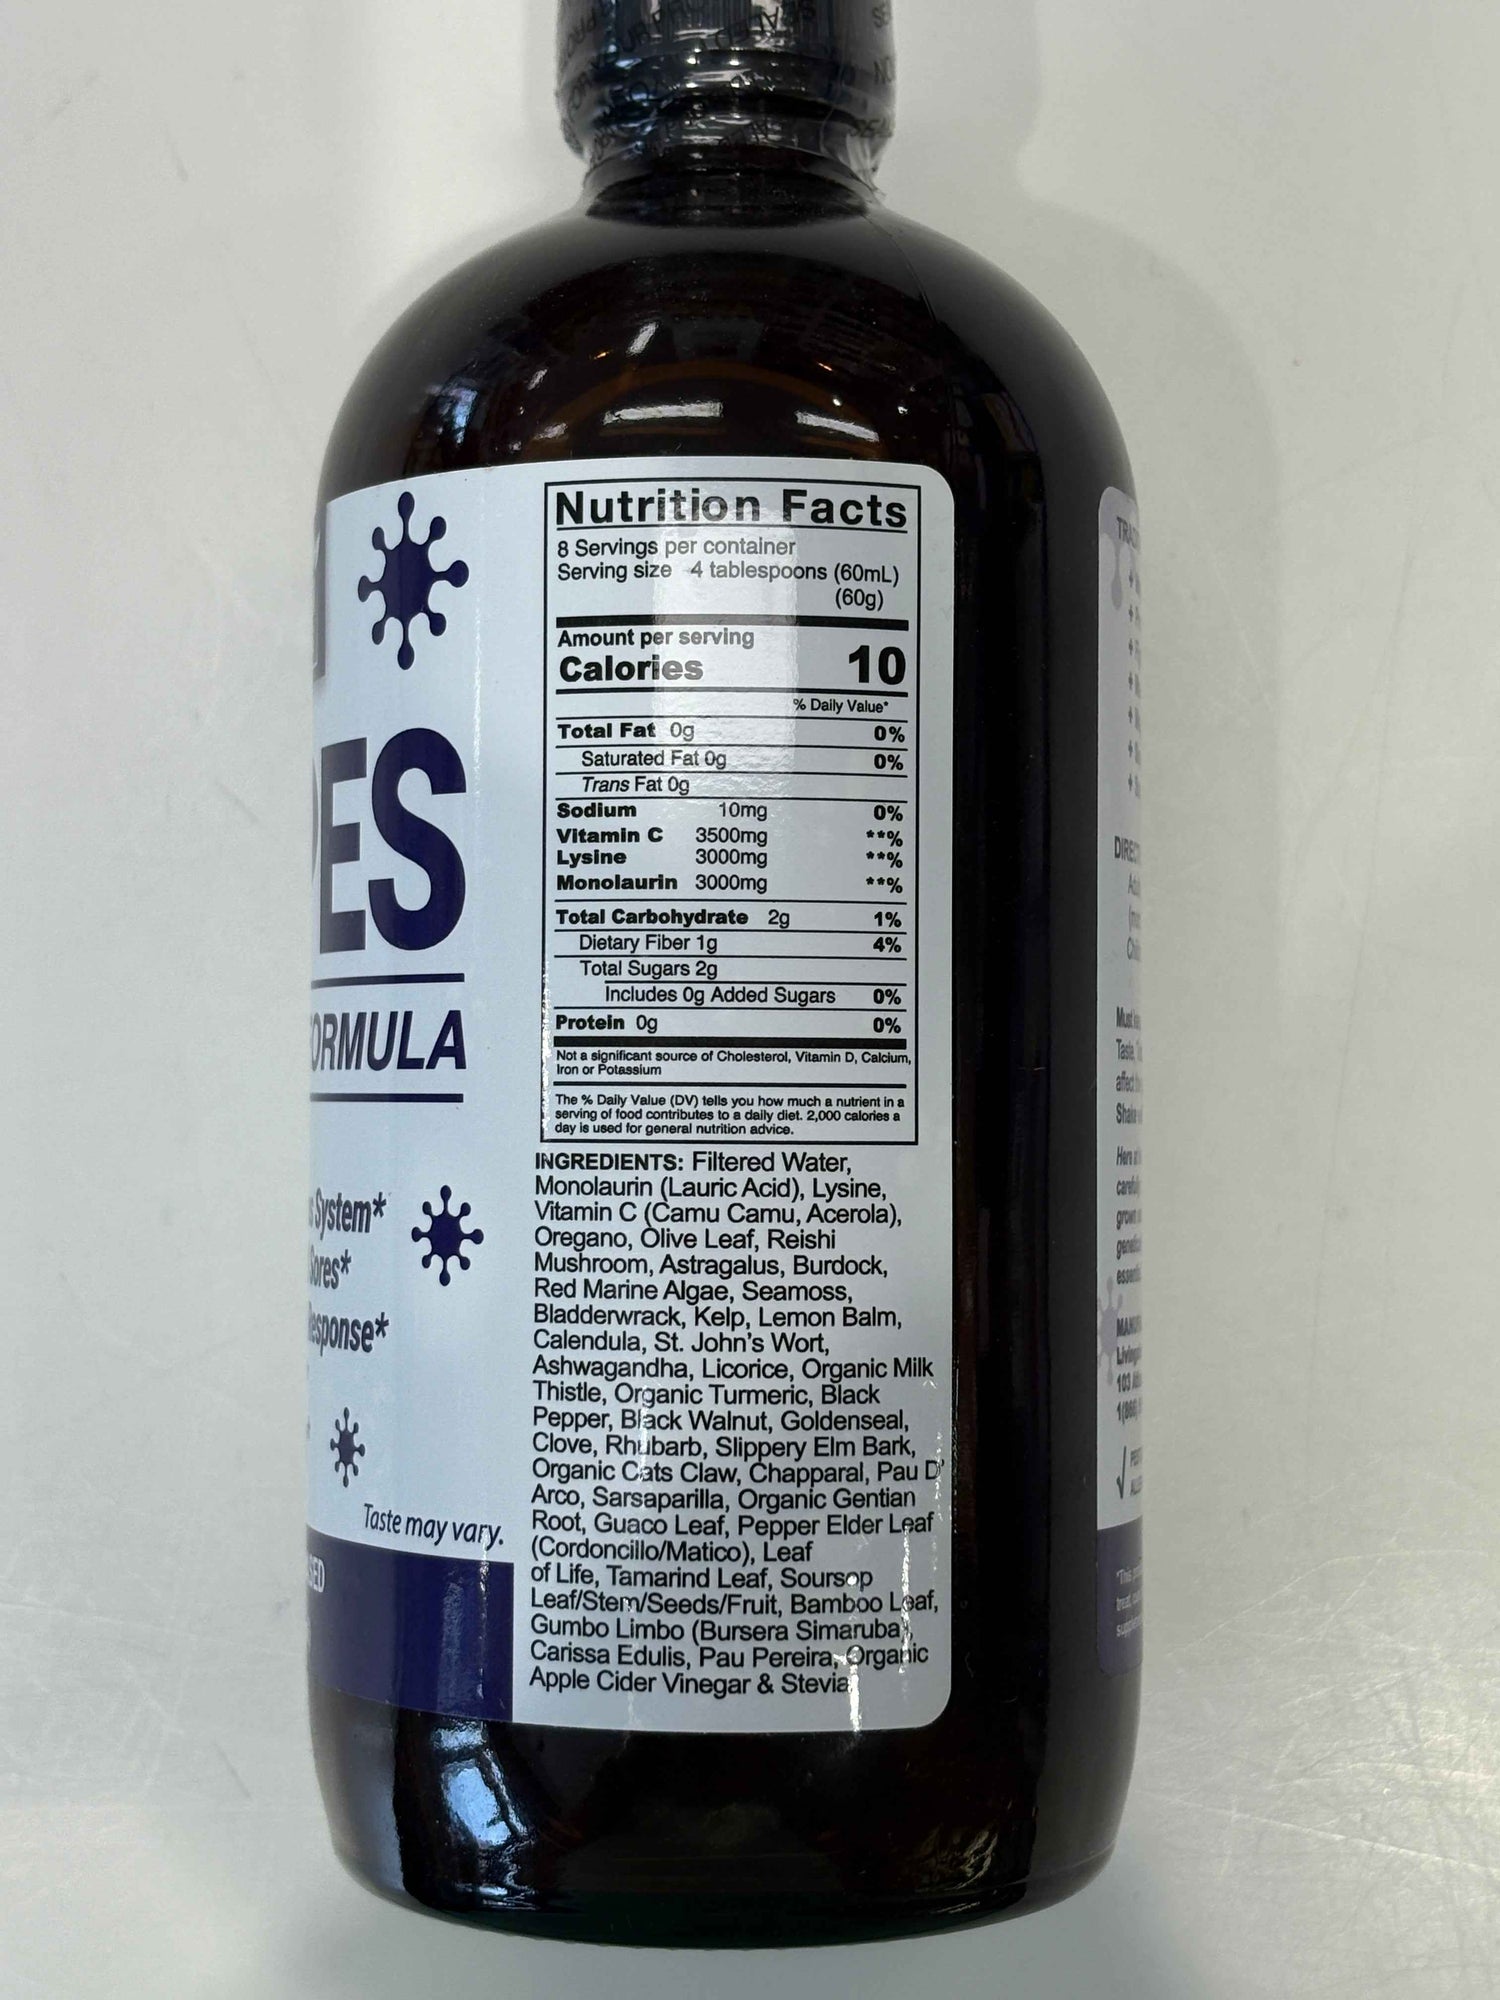 SEALED
ES
FORMULA
System*
Sores*
Response*
Taste may vary.
Nutrition Facts
8 Servings per container
Serving size 4 tablespoons (60mL)
(60g)
Amount per serving
Calories 10
% Daily Value*
Total Fat 0g 0%
Saturated Fat 0g 0%
Trans Fat 0g
Sodium 10mg 0%
Vitamin C 3500mg **%
Lysine 3000mg **%
Monolaurin 3000mg **%
Total Carbohydrate 2g 1%
Dietary Fiber 1g 4%
Total Sugars 2g
Includes 0g Added Sugars 0%
Protein 0g 0%
Not a significant source of Cholesterol, Vitamin D, Calcium,
Iron or Potassium
The % Daily Value (DV) tells you how much a nutrient in a
serving of food contributes to a daily diet. 2,000 calories a
day is used for general nutrition advice.
INGREDIENTS: Filtered Water,
Monolaurin (Lauric Acid), Lysine,
Vitamin C (Camu Camu, Acerola),
Oregano, Olive Leaf, Reishi
Mushroom, Astragalus, Burdock,
Red Marine Algae, Seamoss,
Bladderwrack, Kelp, Lemon Balm,
Calendula, St. John's Wort,
Ashwagandha, Licorice, Organic Milk
Thistle, Organic Turmeric, Black
Pepper, Black Walnut, Goldenseal,
Clove, Rhubarb, Slippery Elm Bark,
Organic Cats Claw, Chapparal, Pau D'
Arco, Sarsaparilla, Organic Gentian
Root, Guaco Leaf, Pepper Elder Leaf
(Cordoncillo/Matico), Leaf
of Life, Tamarind Leaf, Soursop
Leaf/Stem/Seeds/Fruit, Bamboo Leaf,
Gumbo Limbo (Bursera Simaruba),
Carissa Edulis, Pau Pereira, Organic
Apple Cider Vinegar & Stevia
Must
Taste,
affect
Shake
103